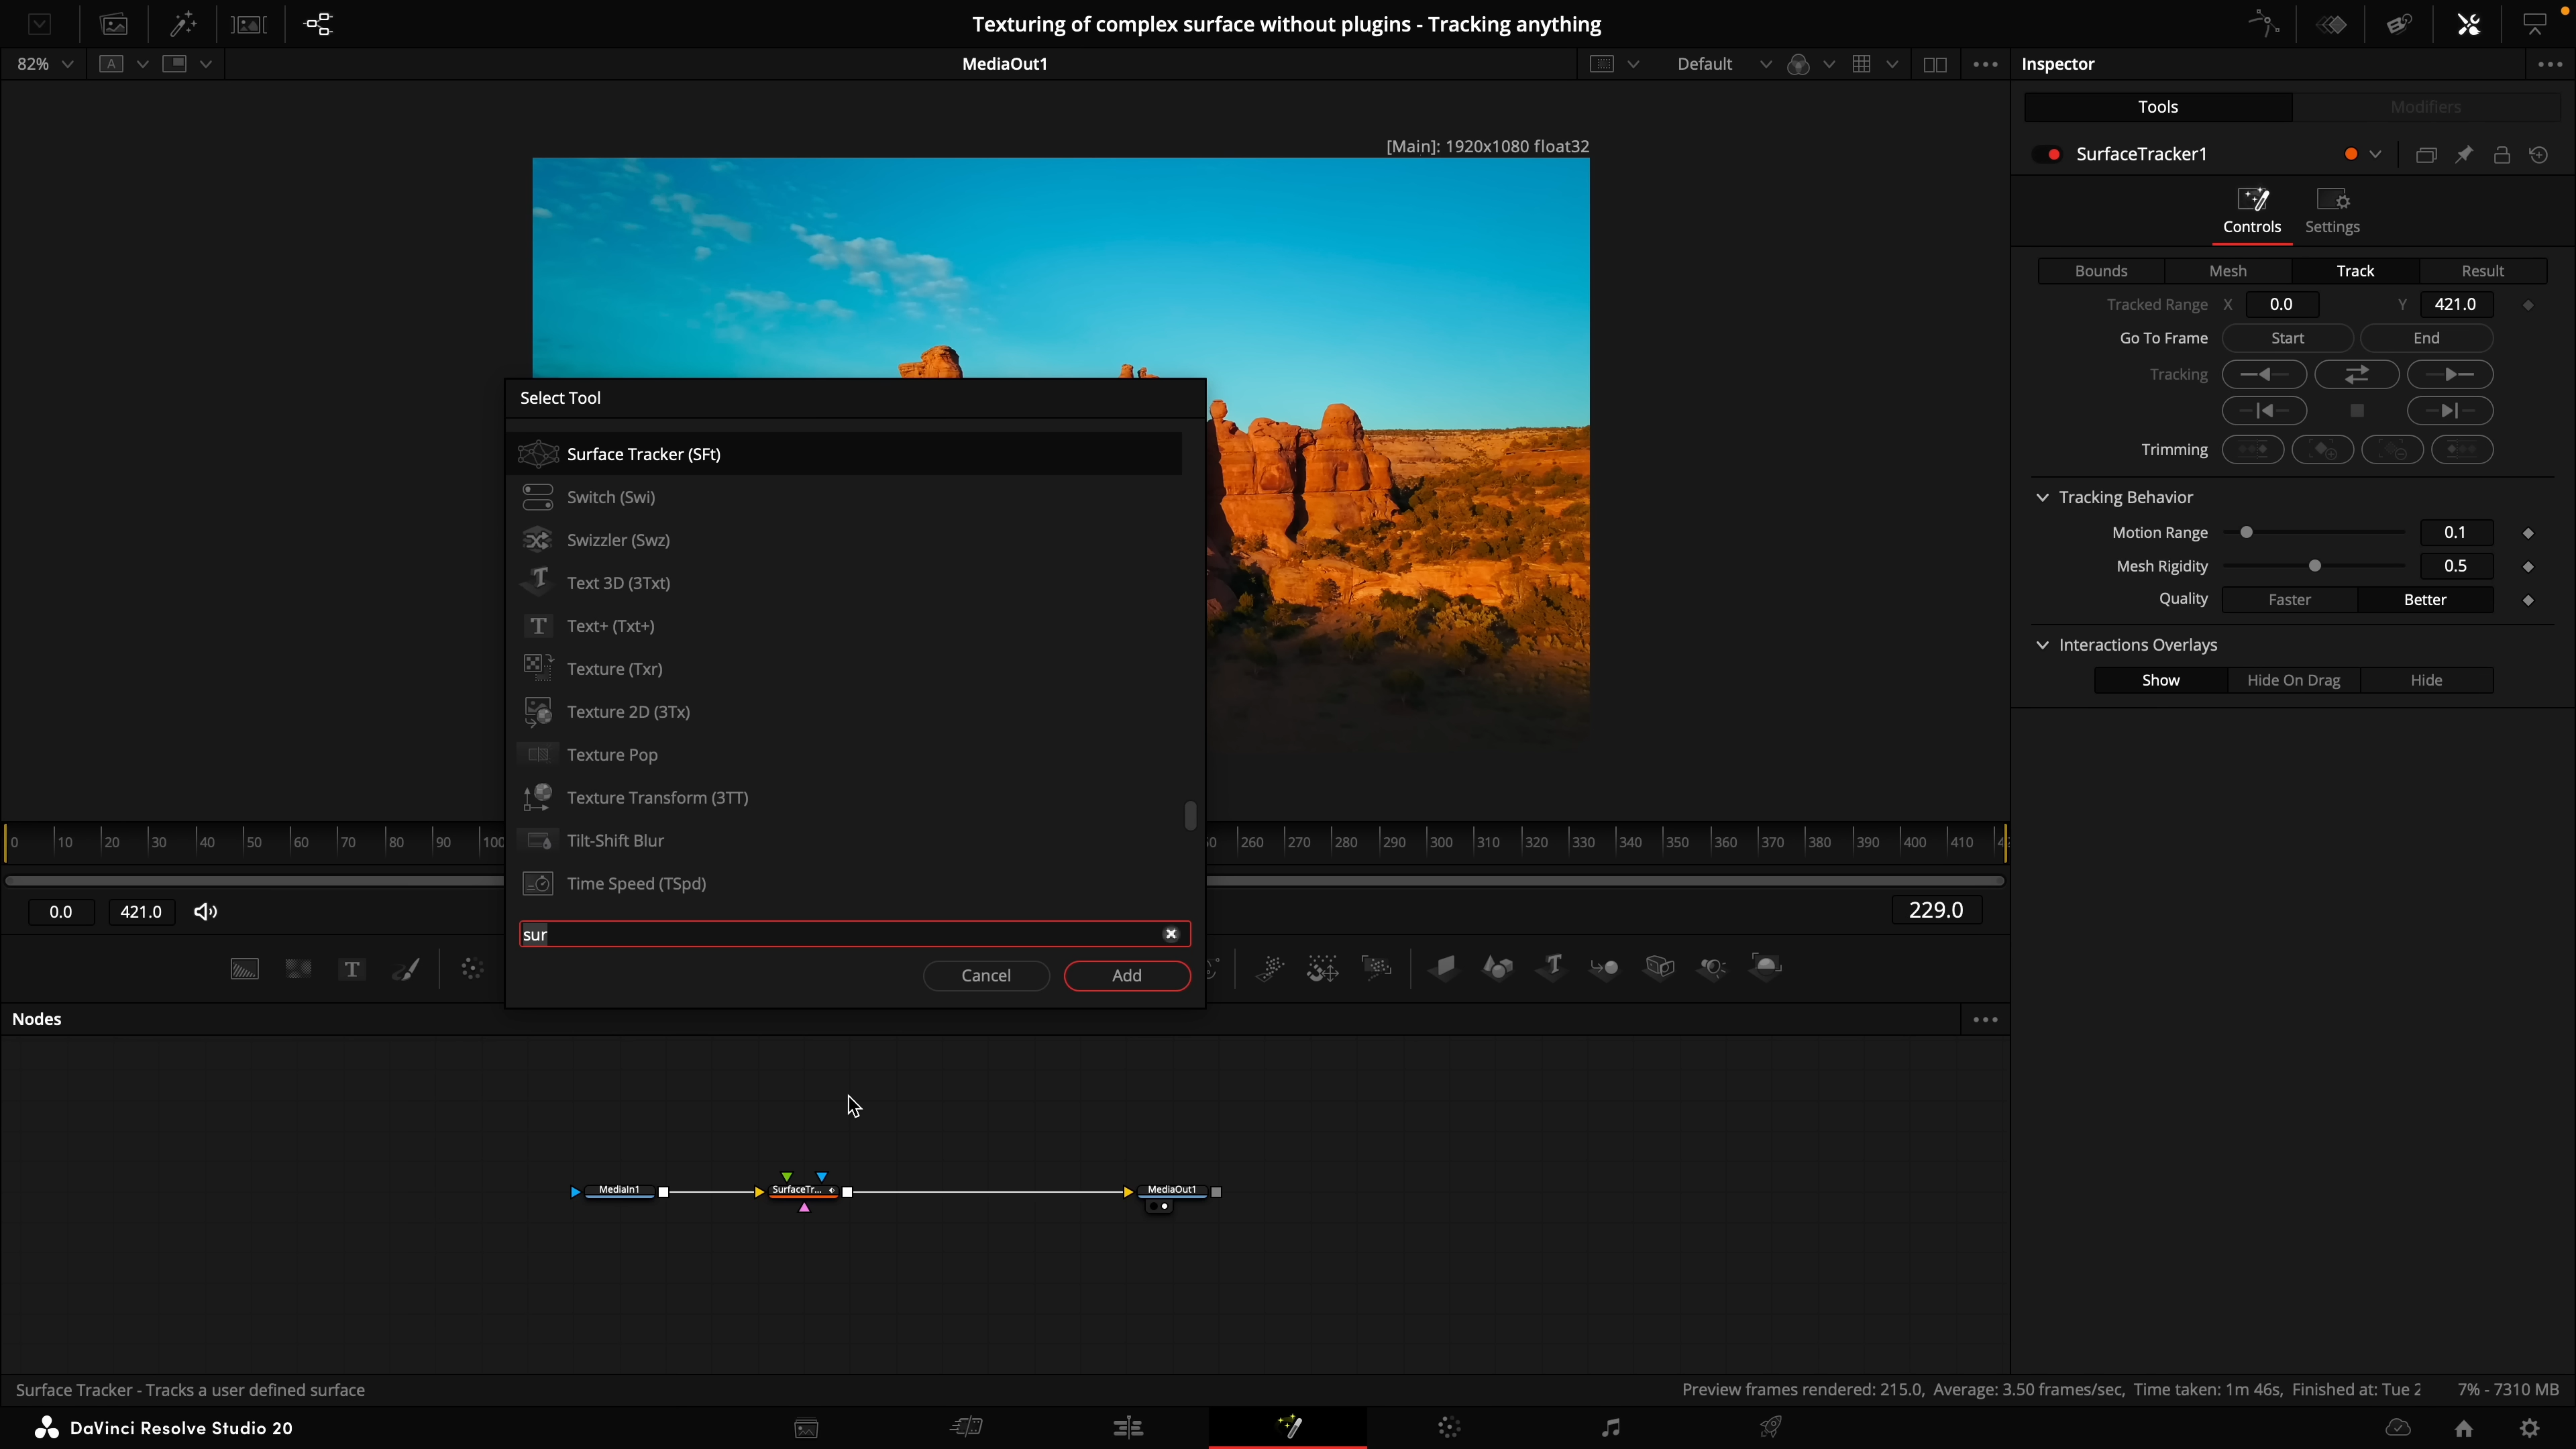 Texturing of complex surface without plugins - Tracking anything
82%
A
MediaOut1
Default
Inspector
Tools
Modifiers
[Main]: 1920x1080 float32
SurfaceTracker1
Controls
Settings
Bounds
Mesh
Track
Result
Tracked Range X 0.0 Y 421.0
Go To Frame
Start
End
Tracking
Trimming
Tracking Behavior
Motion Range 0.1
Mesh Rigidity 0.5
Quality
Faster
Better
Interactions Overlays
Show
Hide On Drag
Hide
Select Tool
Surface Tracker (SFt)
Switch (Swi)
Swizzler (Swz)
Text 3D (3Txt)
Text+ (Txt+)
Texture (Txr)
Texture 2D (3Tx)
Texture Pop
Texture Transform (3TT)
Tilt-Shift Blur
Time Speed (TSpd)
sur
Cancel
Add
0 10 20 30 40 50 60 70 80 90 100
260 270 280 290 300 310 320 330 340 350 360 370 380 390 400 410
0.0
421.0
229.0
Nodes
MediaIn1
SurfaceTr...
MediaOut1
Surface Tracker - Tracks a user defined surface
Preview frames rendered: 215.0, Average: 3.50 frames/sec, Time taken: 1m 46s, Finished at: Tue 2
7% - 7310 MB
DaVinci Resolve Studio 20